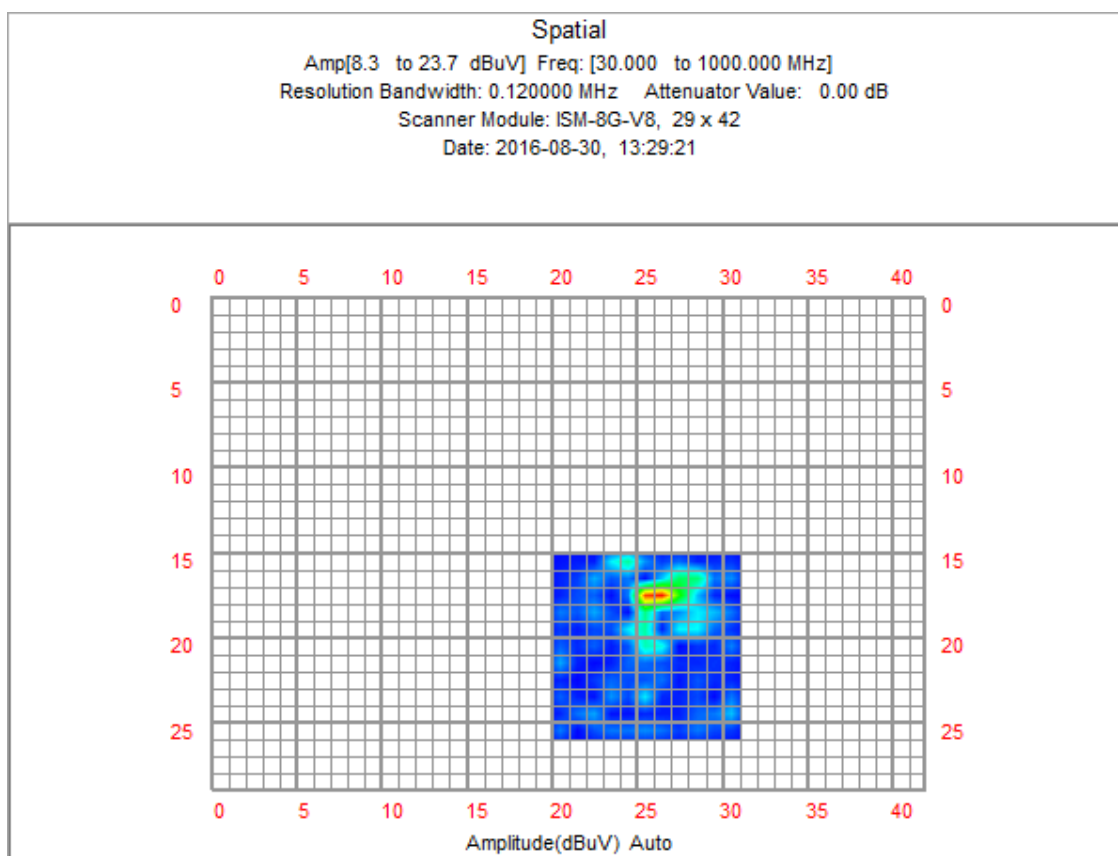 Spatial
Amp[8.3 to 23.7 dBuV] Freq: [30.000 to 1000.000 MHz]
Resolution Bandwidth: 0.120000 MHz Attenuator Value: 0.00 dB
Scanner Module: ISM-8G-V8, 29 x 42
Date: 2016-08-30, 13:29:21
0 5 10 15 20 25 30 35 40
0 0
5 5
10 10
15 15
20 20
25 25
0 5 10 15 20 25 30 35 40
Amplitude(dBuV) Auto